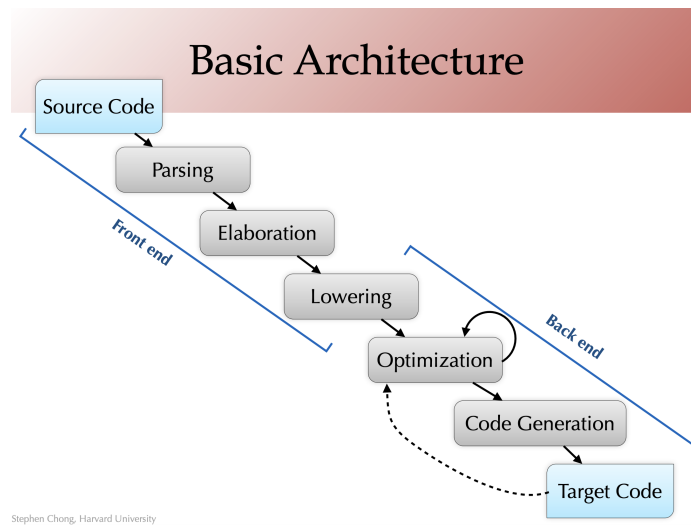 Basic Architecture
Source Code
Parsing
Elaboration
Front end
Lowering
Back end
Optimization
Code Generation
Target Code
Stephen Chong, Harvard University